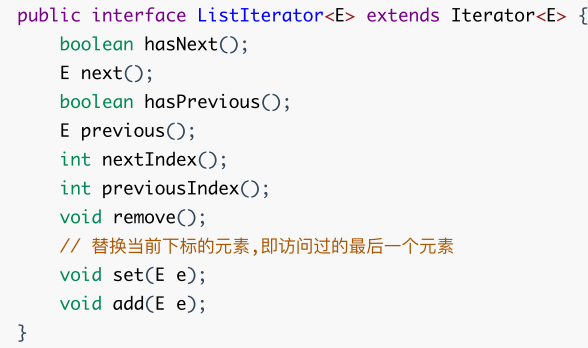 public interface ListIterator<E> extends Iterator<E> {
    boolean hasNext();
    E next();
    boolean hasPrevious();
    E previous();
    int nextIndex();
    int previousIndex();
    void remove();
    // 替换当前下标的元素,即访问过的最后一个元素
    void set(E e);
    void add(E e);
}